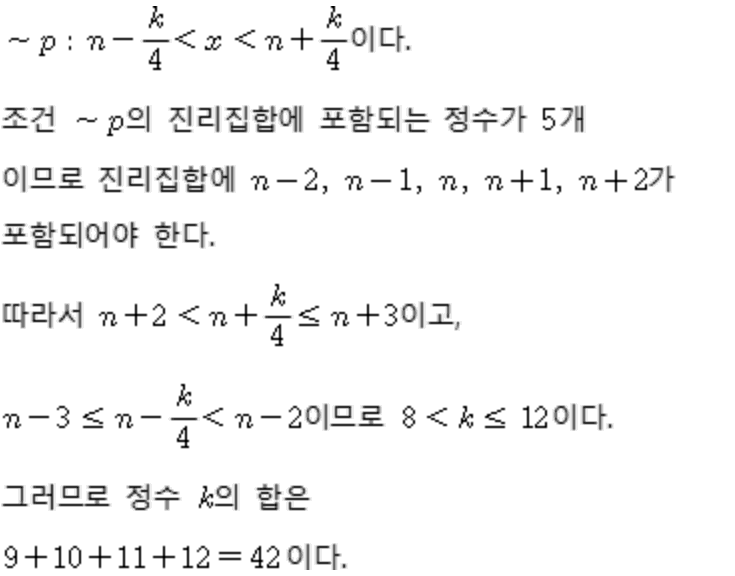 ~p : n − k/4 < x < n + k/4 이다.
조건 ~p의 진리집합에 포함되는 정수가 5개
이므로 진리집합에 n−2, n−1, n, n+1, n+2가
포함되어야 한다.
따라서 n+2 < n + k/4 ≤ n+3이고,
n−3 ≤ n − k/4 < n−2이므로 8 < k ≤ 12이다.
그러므로 정수 k의 합은
9+10+11+12=42이다.